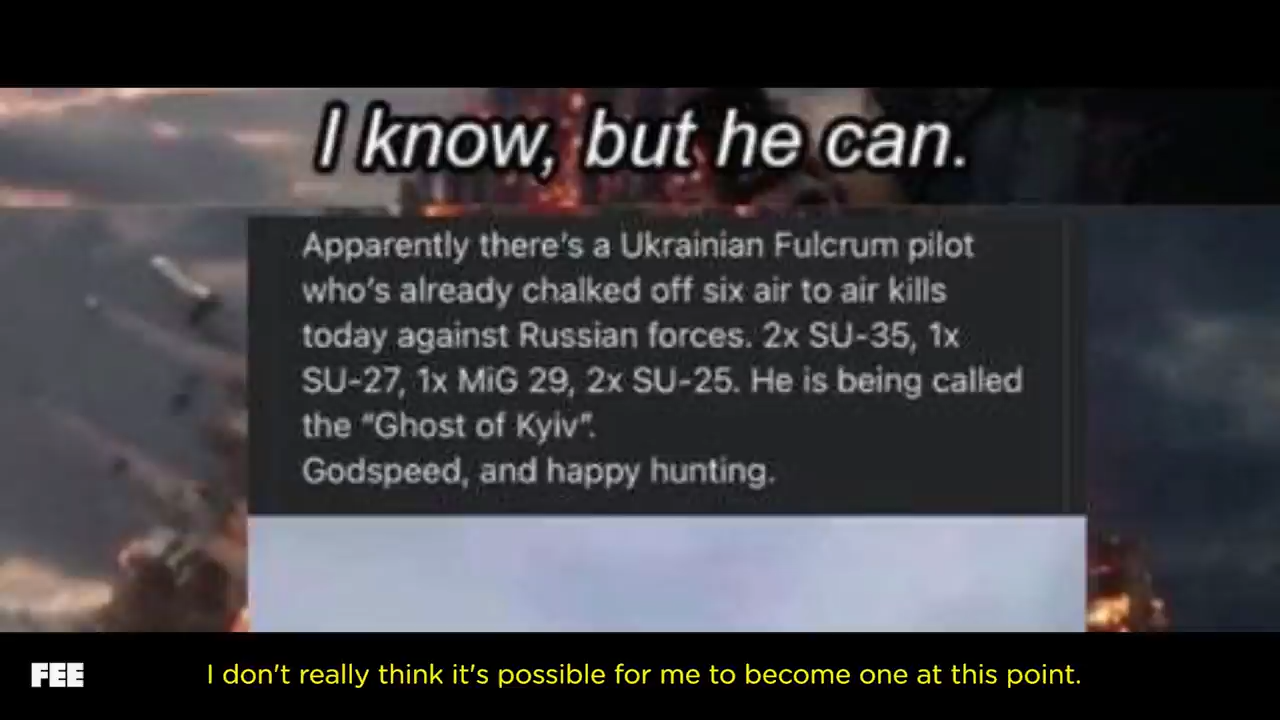 I know, but he can.
Apparently there's a Ukrainian Fulcrum pilot
who's already chalked off six air to air kills
today against Russian forces. 2x SU-35, 1x
SU-27, 1x MiG 29, 2x SU-25. He is being called
the "Ghost of Kyiv".
Godspeed, and happy hunting.
FEE
I don't really think it's possible for me to become one at this point.